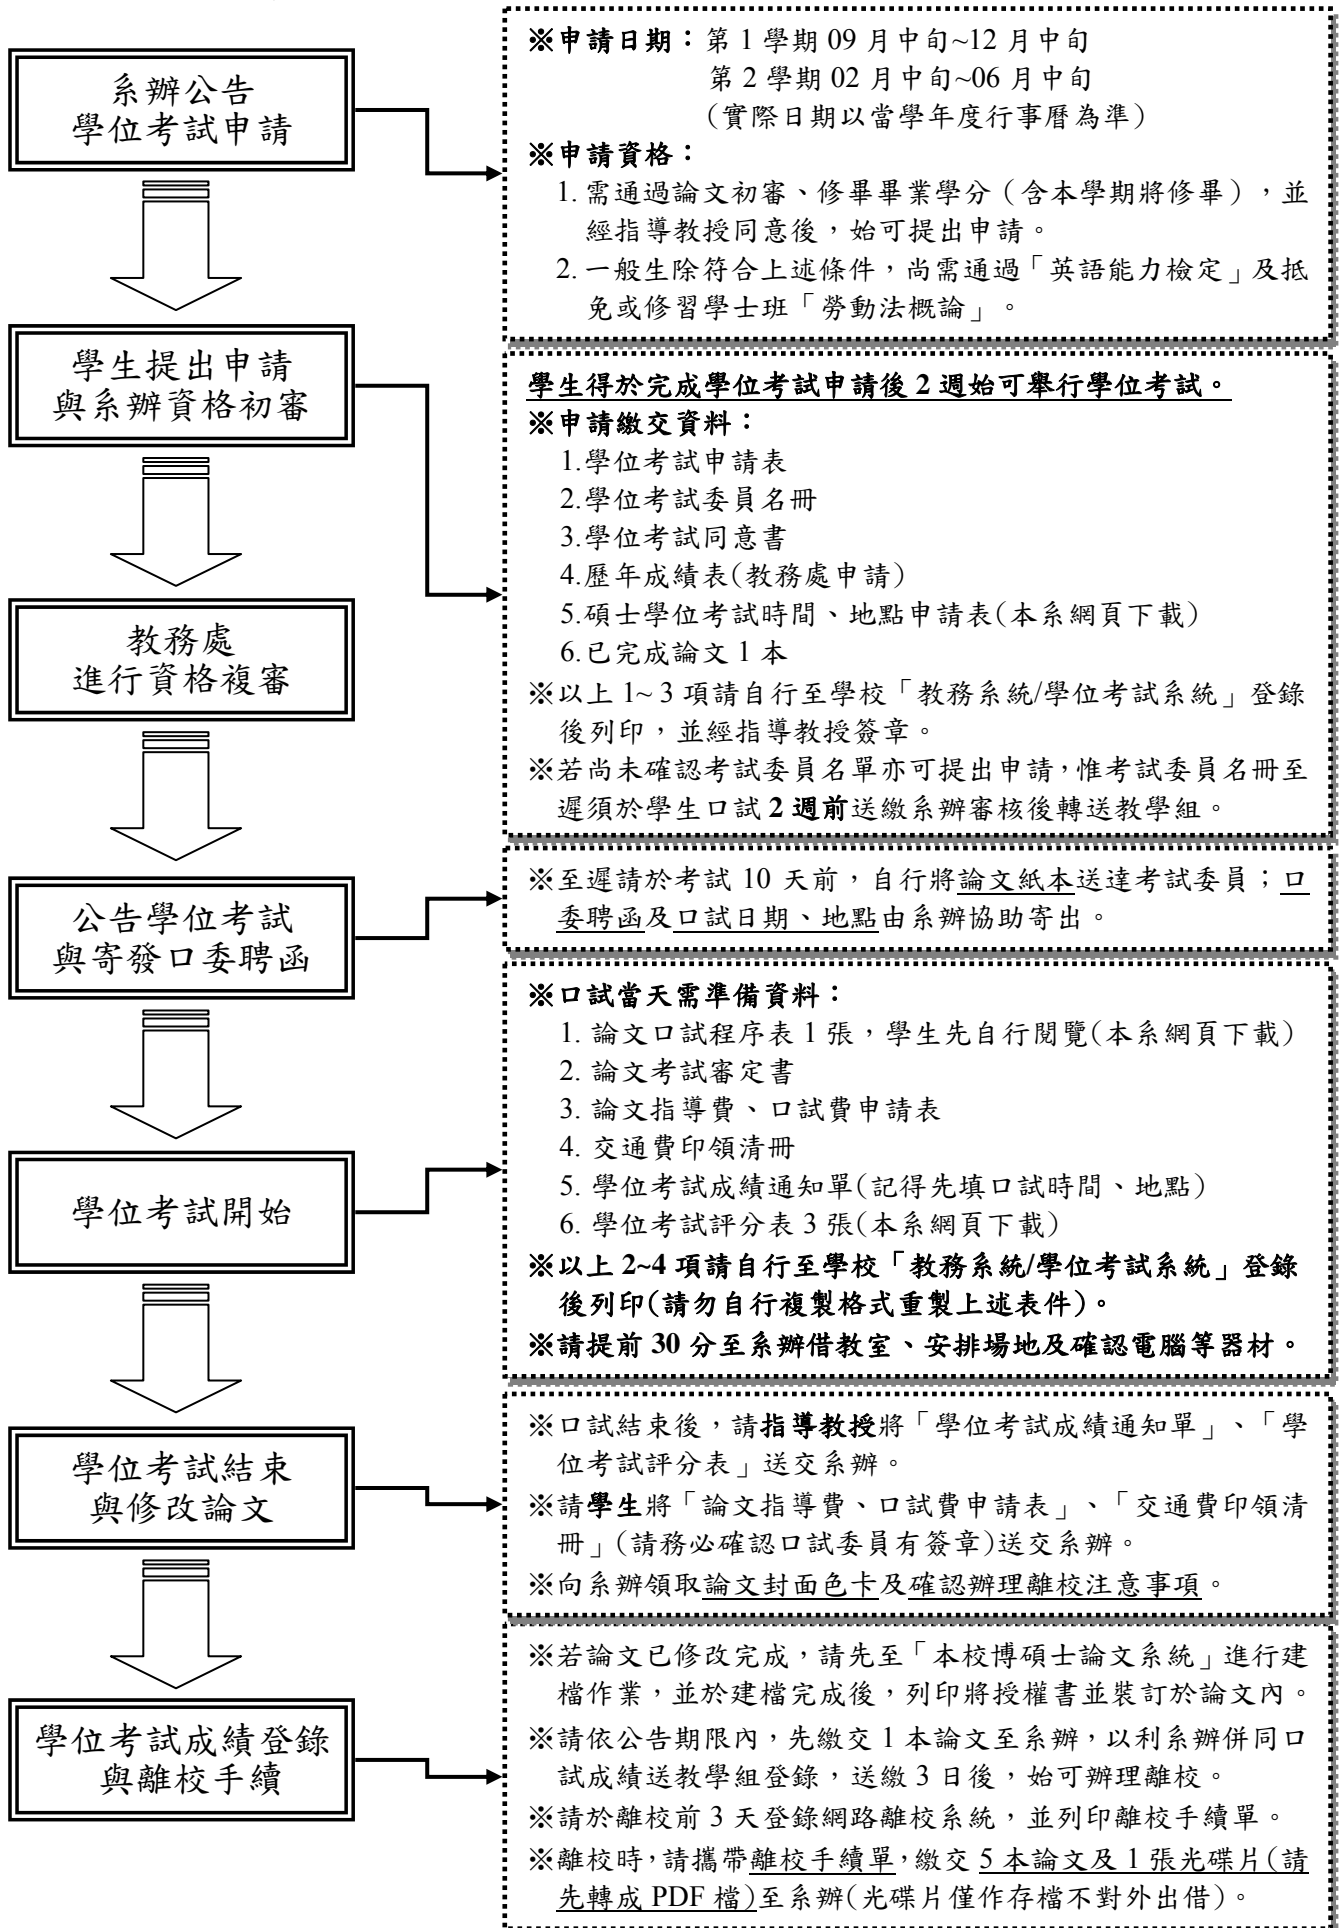 系辦公告
學位考試申請
※申請日期：第 1 學期 09 月中旬~12 月中旬
第 2 學期 02 月中旬~06 月中旬
(實際日期以當學年度行事曆為準)
※申請資格：
1. 需通過論文初審、修畢畢業學分（含本學期將修畢），並
經指導教授同意後，始可提出申請。
2. 一般生除符合上述條件，尚需通過「英語能力檢定」及抵
免或修習學士班「勞動法概論」。
學生提出申請
與系辦資格初審
學生得於完成學位考試申請後 2 週始可舉行學位考試。
※申請繳交資料：
1.學位考試申請表
2.學位考試委員名冊
3.學位考試同意書
4.歷年成績表(教務處申請)
5.碩士學位考試時間、地點申請表(本系網頁下載)
6.已完成論文 1 本
※以上 1~ 3 項請自行至學校「教務系統/學位考試系統」登錄
後列印，並經指導教授簽章。
※若尚未確認考試委員名單亦可提出申請，惟考試委員名冊至
遲須於學生口試 2 週前送繳系辦審核後轉送教學組。
教務處
進行資格複審
公告學位考試
與寄發口委聘函
※至遲請於考試 10 天前，自行將論文紙本送達考試委員；口
委聘函及口試日期、地點由系辦協助寄出。
學位考試開始
※口試當天需準備資料：
1. 論文口試程序表 1 張，學生先自行閱覽(本系網頁下載)
2. 論文考試審定書
3. 論文指導費、口試費申請表
4. 交通費印領清冊
5. 學位考試成績通知單(記得先填口試時間、地點)
6. 學位考試評分表 3 張(本系網頁下載)
※以上 2~4 項請自行至學校「教務系統/學位考試系統」登錄
後列印(請勿自行複製格式重製上述表件)。
※請提前 30 分至系辦借教室、安排場地及確認電腦等器材。
學位考試結束
與修改論文
※口試結束後，請指導教授將「學位考試成績通知單」、「學
位考試評分表」送交系辦。
※請學生將「論文指導費、口試費申請表」、「交通費印領清
冊」(請務必確認口試委員有簽章)送交系辦。
※向系辦領取論文封面色卡及確認辦理離校注意事項。
學位考試成績登錄
與離校手續
※若論文已修改完成，請先至「本校博碩士論文系統」進行建
檔作業，並於建檔完成後，列印將授權書並裝訂於論文內。
※請依公告期限內，先繳交 1 本論文至系辦，以利系辦併同口
試成績送教學組登錄，送繳 3 日後，始可辦理離校。
※請於離校前 3 天登錄網路離校系統，並列印離校手續單。
※離校時，請攜帶離校手續單，繳交 5 本論文及 1 張光碟片(請
先轉成 PDF 檔)至系辦(光碟片僅作存檔不對外出借)。